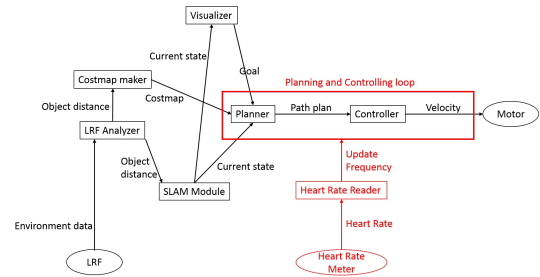 Visualizer
Current state
Goal
Planning and Controlling loop
Costmap maker
Costmap
Object distance
Planner
Path plan
Controller
Velocity
Motor
LRF Analyzer
Object
distance
Current state
Update
Frequency
SLAM Module
Heart Rate Reader
Environment data
Heart Rate
LRF
Heart Rate
Meter